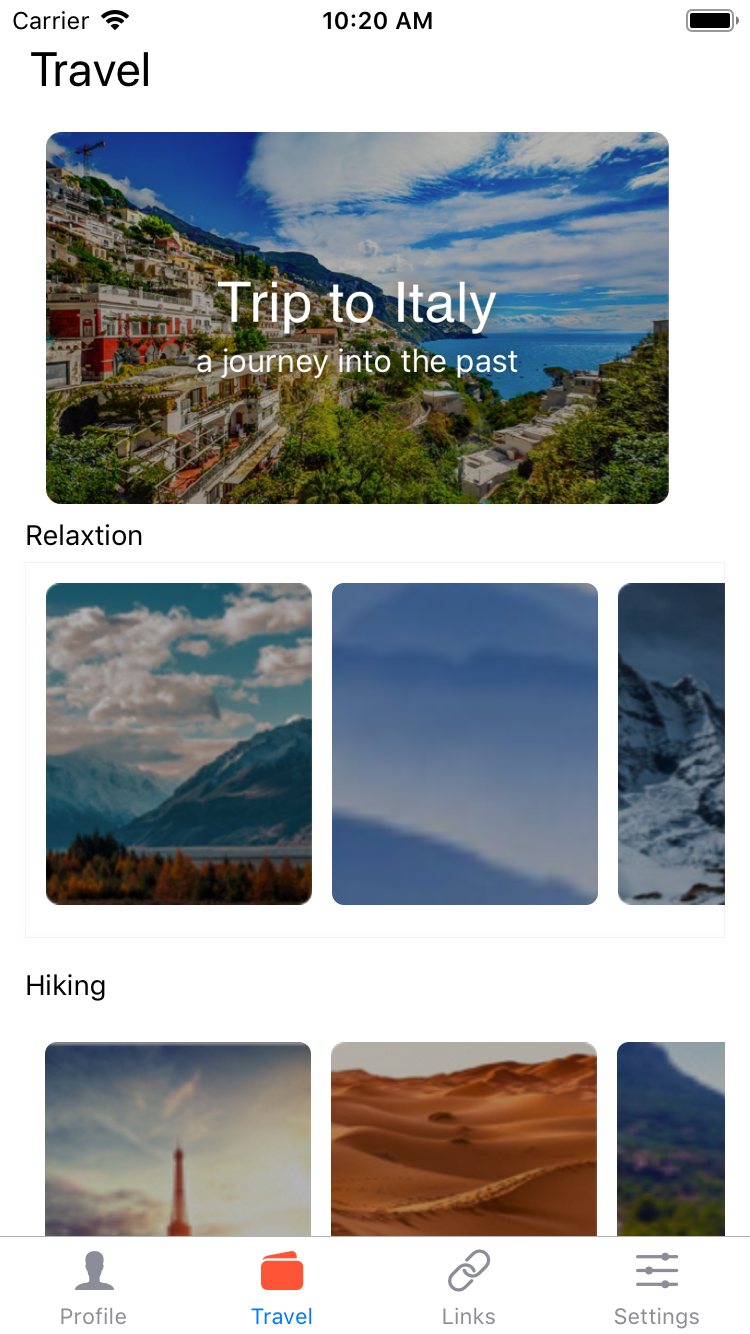 Carrier 10:20 AM
Travel
Trip to Italy
a journey into the past
Relaxtion
Hiking
Profile Travel Links Settings